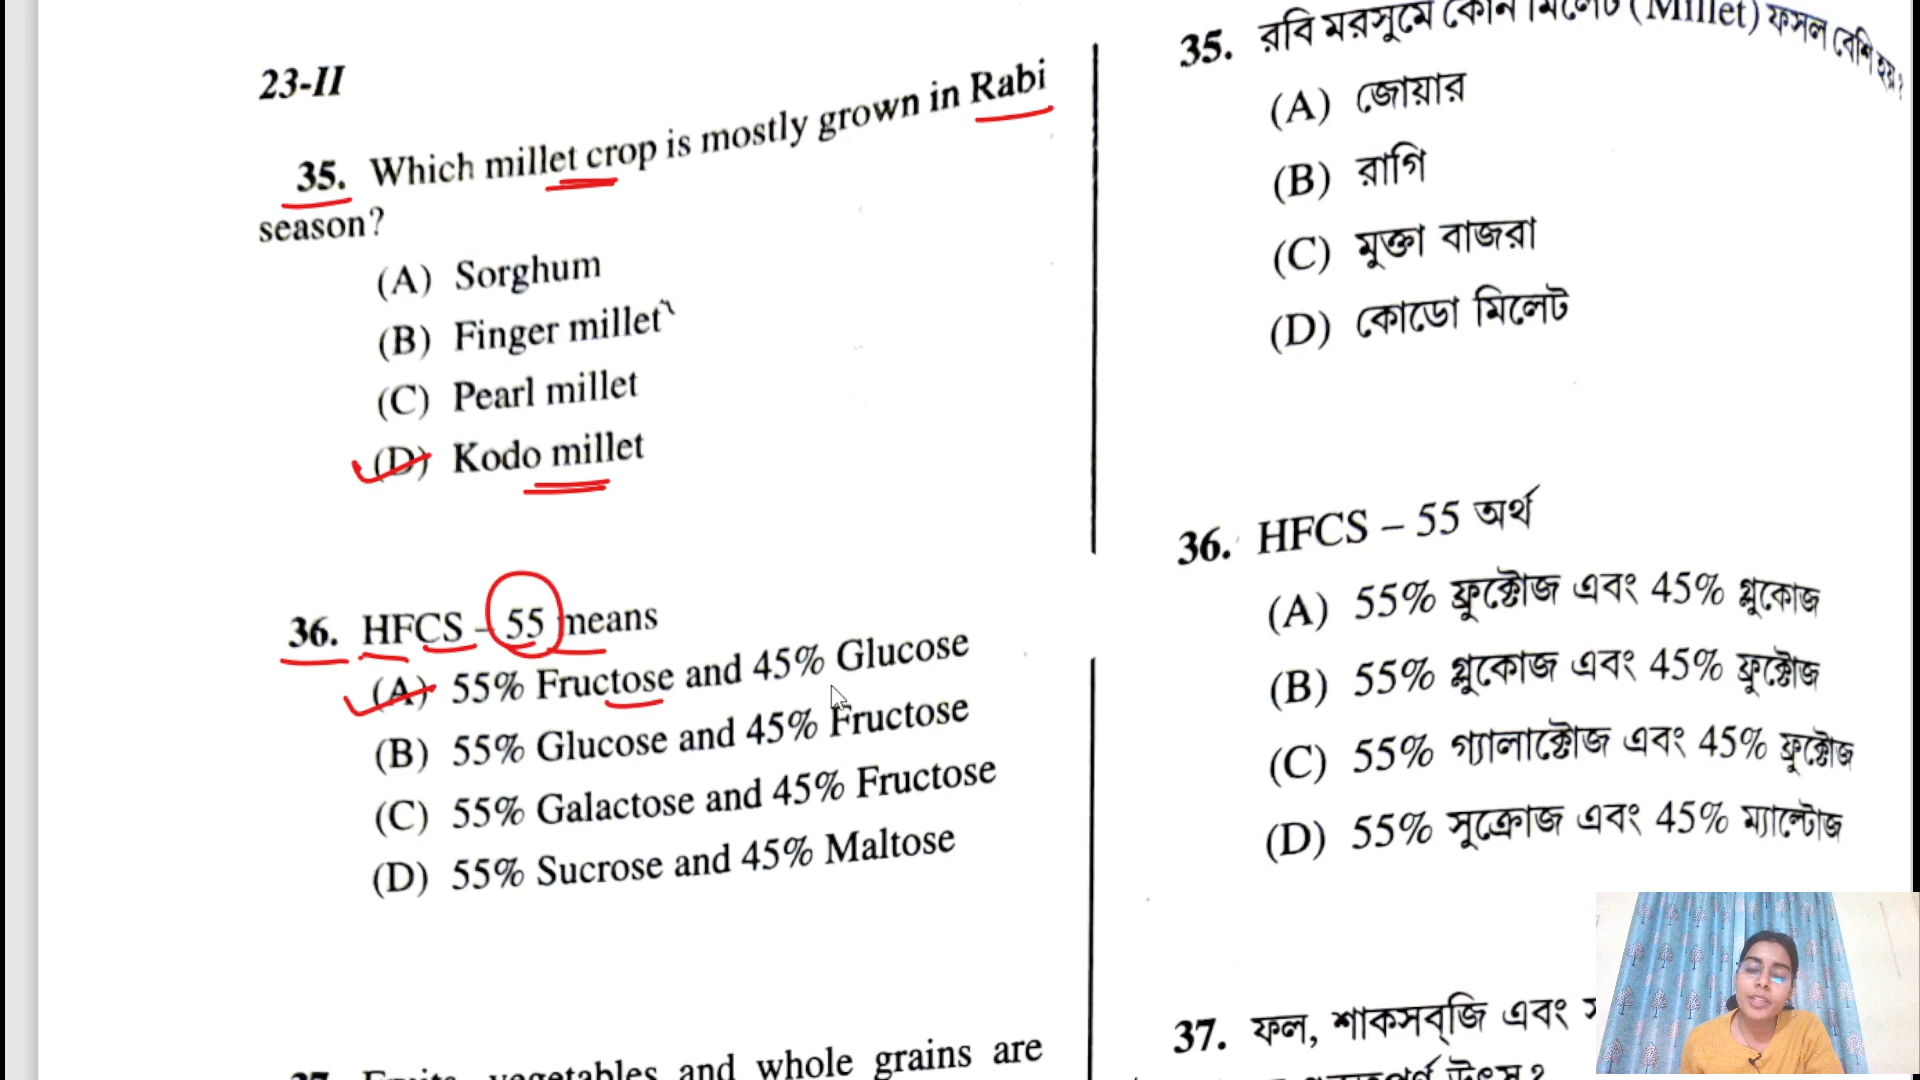 23-II
35. Which millet crop is mostly grown in Rabi
season?
(A) Sorghum
(B) Finger millet
(C) Pearl millet
(D) Kodo millet
36. HFCS – 55 means
(A) 55% Fructose and 45% Glucose
(B) 55% Glucose and 45% Fructose
(C) 55% Galactose and 45% Fructose
(D) 55% Sucrose and 45% Maltose
vegetables and whole grains are
35. রবি মরসুমে কোন মিলেট (Millet) ফসল বেশি হয়?
(A) জোয়ার
(B) রাগি
(C) মুক্তা বাজরা
(D) কোডো মিলেট
36. HFCS – 55 অর্থ
(A) 55% ফ্রুক্টোজ এবং 45% গ্লুকোজ
(B) 55% গ্লুকোজ এবং 45% ফ্রুক্টোজ
(C) 55% গ্যালাক্টোজ এবং 45% ফ্রুক্টোজ
(D) 55% সুক্রোজ এবং 45% ম্যাল্টোজ
37. ফল, শাকসব্জি এবং